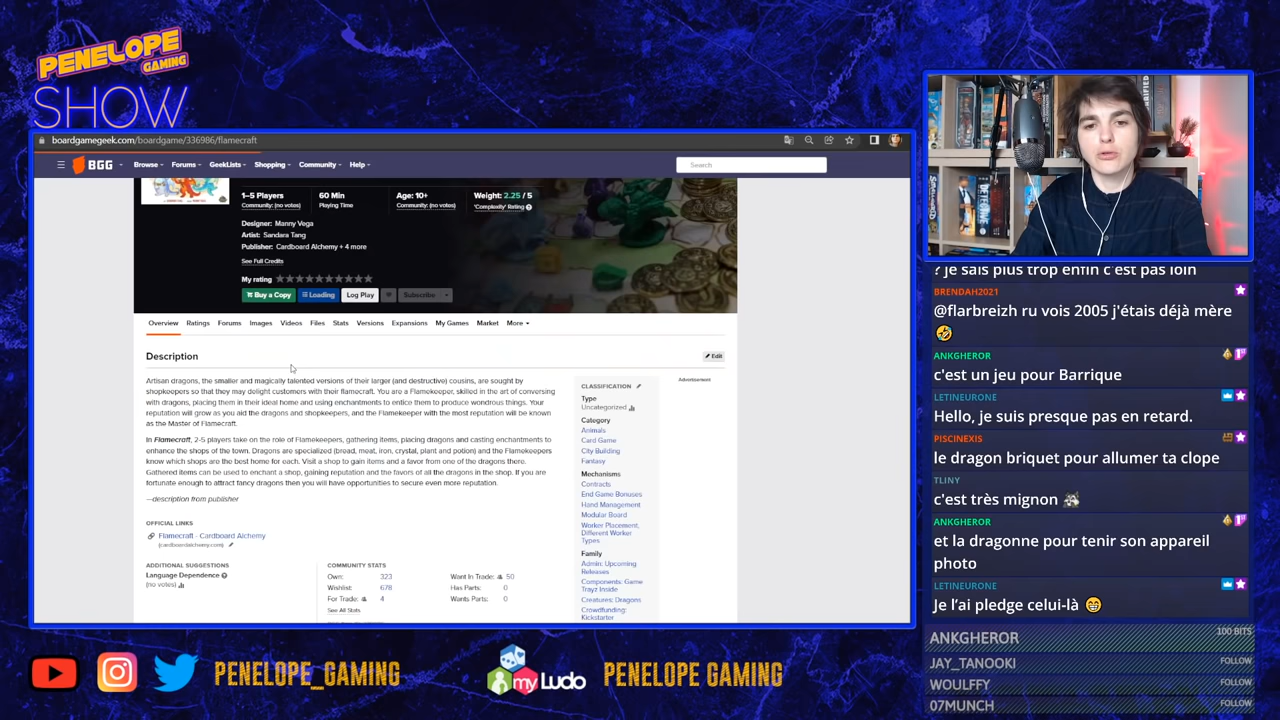 PENELOPE
GAMING
SHOW
boardgamegeek.com/boardgame/336986/flamecraft
BGG Browse Forums GeekLists Shopping Community Help Search
1–5 Players 60 Min Age: 10+ Weight: 2.25 / 5
Community: (no votes) Playing Time Community: (no votes) 'Complexity' Rating
Designer: Manny Vega
Artist: Sandara Tang
Publisher: Cardboard Alchemy + 4 more
See Full Credits
My rating
Buy a Copy Loading Log Play Subscribe
Overview Ratings Forums Images Videos Files Stats Versions Expansions My Games Market More
Description Edit
Artisan dragons, the smaller and magically talented versions of their larger (and destructive) cousins, are sought by
shopkeepers so that they may delight customers with their flamecraft. You are a Flamekeeper, skilled in the art of conversing
with dragons, placing them in their ideal home and using enchantments to entice them to produce wondrous things. Your
reputation will grow as you aid the dragons and shopkeepers, and the Flamekeeper with the most reputation will be known
as the Master of Flamecraft.
In Flamecraft, 2-5 players take on the role of Flamekeepers, gathering items, placing dragons and casting enchantments to
enhance the shops of the town. Dragons are specialized (bread, meat, iron, crystal, plant and potion) and the Flamekeepers
know which shops are the best home for each. Visit a shop to gain items and a favor from one of the dragons there.
Gathered items can be used to enchant a shop, gaining reputation and the favors of all the dragons in the shop. If you are
fortunate enough to attract fancy dragons then you will have opportunities to secure even more reputation.
—description from publisher
OFFICIAL LINKS
Flamecraft - Cardboard Alchemy
(cardboardalchemy.com)
ADDITIONAL SUGGESTIONS
Language Dependence
(no votes)
COMMUNITY STATS
Own: 323 Want In Trade: 50
Wishlist: 678 Has Parts: 0
For Trade: 4 Wants Parts: 0
See All Stats
CLASSIFICATION
Type
Uncategorized
Category
Animals
Card Game
City Building
Fantasy
Mechanisms
Contracts
End Game Bonuses
Hand Management
Modular Board
Worker Placement,
Different Worker
Types
Family
Admin: Upcoming
Releases
Components: Game
Trayz Inside
Creatures: Dragons
Crowdfunding:
Kickstarter
Advertisement
? je sais plus trop enfin c'est pas loin
BRENDAH2021
@flarbreizh ru vois 2005 j'étais déjà mère
ANKGHEROR
c'est un jeu pour Barrique
LETINEURONE
Hello, je suis presque pas en retard
PISCINEXIS
le dragon briquet pour allumer ta clope
TLINY
c'est très mignon
ANKGHEROR
et la dragonne pour tenir son appareil
photo
LETINEURONE
Je l'ai pledge çaui-là
ANKGHEROR 100 BITS
JAY_TANOOKI FOLLOW
WOULFFY FOLLOW
07MUNCH FOLLOW
PENELOPE_GAMING
myLudo
PENELOPE GAMING